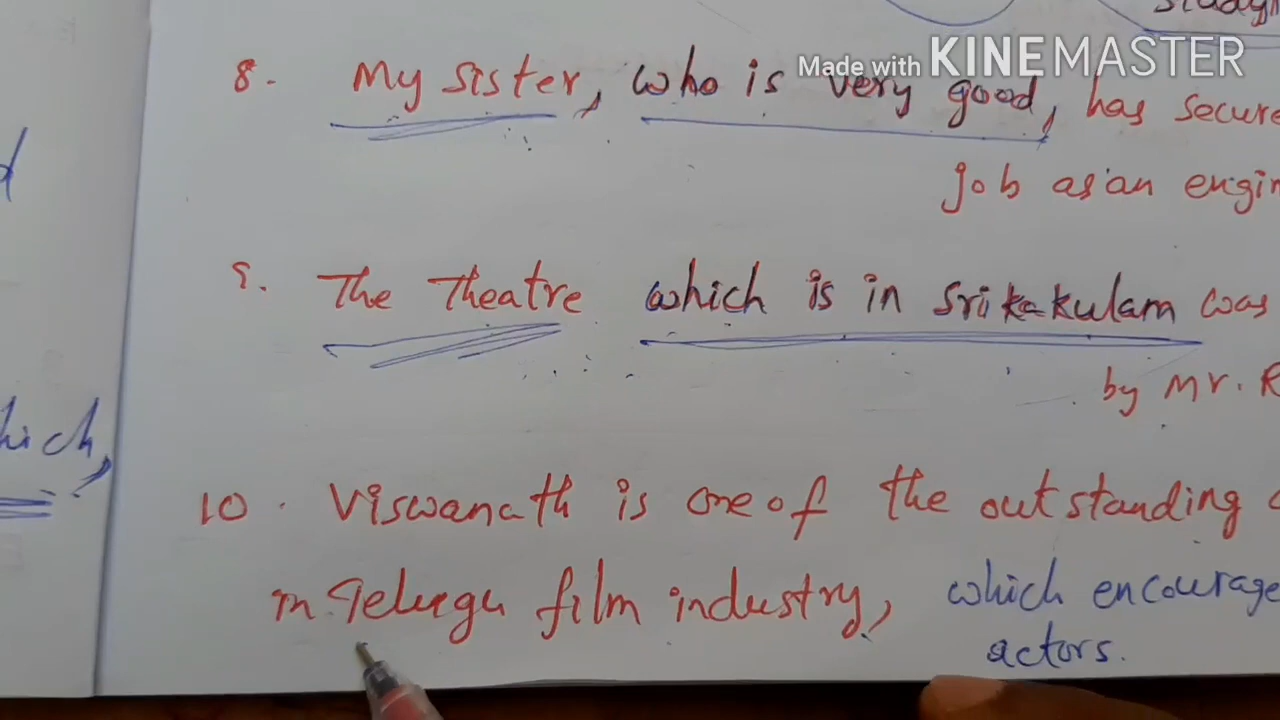 Made with KINEMASTER
8. My sister, who is very good, has secure
job as an engin
9. The Theatre which is in Srikakulam was
by Mr. R
hich,
10. Viswanath is one of the outstanding
in Telugu film industry, which encourage
actors.